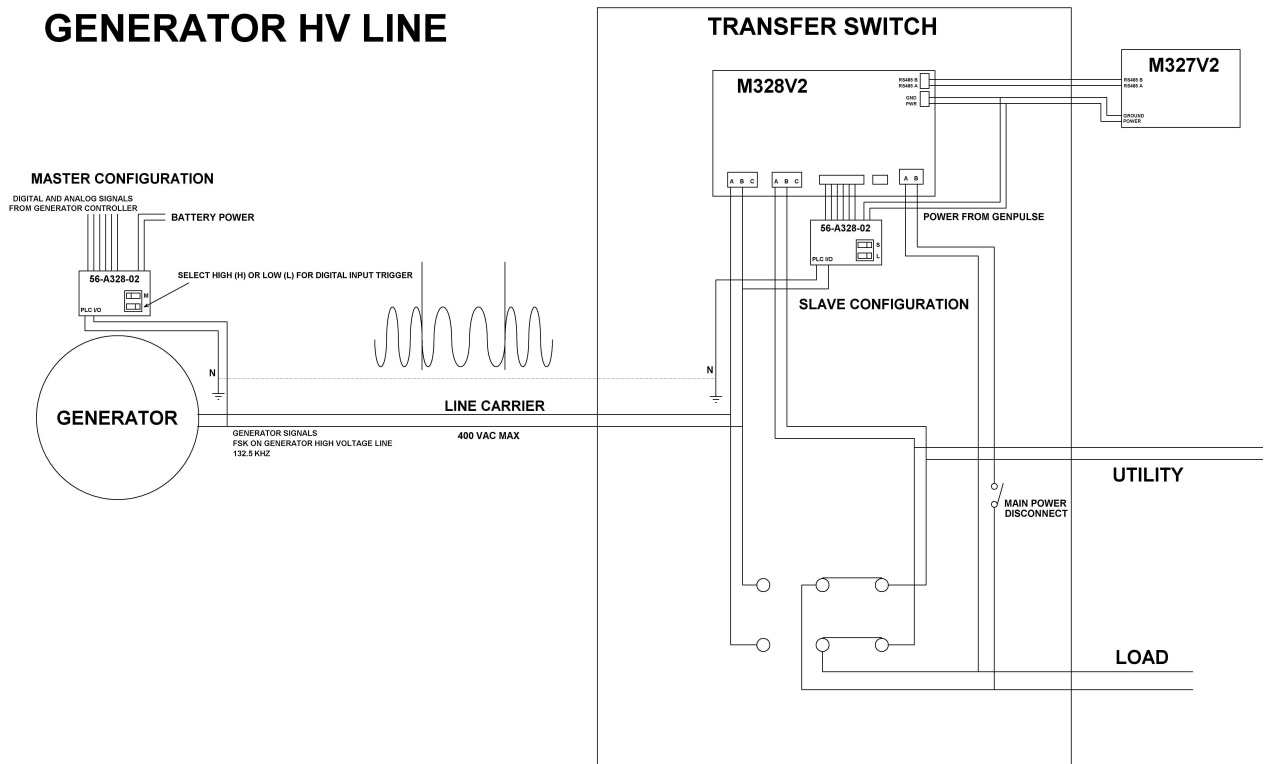 GENERATOR HV LINE
TRANSFER SWITCH
M328V2
RS485 B
RS485 A
GND
PWR
M327V2
RS485 B
RS485 A
GROUND
POWER
MASTER CONFIGURATION
DIGITAL AND ANALOG SIGNALS
FROM GENERATOR CONTROLLER
BATTERY POWER
A B C
A B C
A B
POWER FROM GENPULSE
56-A328-02
S
L
PLC I/O
SLAVE CONFIGURATION
56-A328-02
M
PLC I/O
SELECT HIGH (H) OR LOW (L) FOR DIGITAL INPUT TRIGGER
N
N
GENERATOR
LINE CARRIER
400 VAC MAX
GENERATOR SIGNALS
FSK ON GENERATOR HIGH VOLTAGE LINE
132.5 KHZ
UTILITY
MAIN POWER
DISCONNECT
LOAD